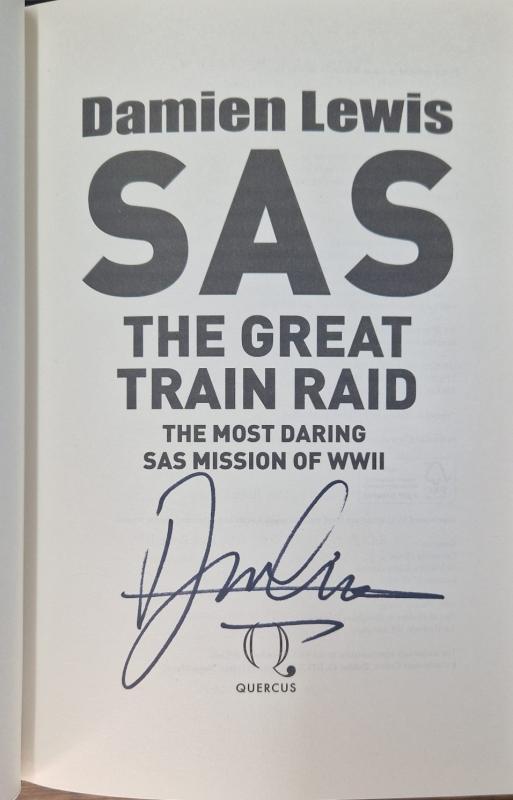 Damien Lewis
SAS
THE GREAT
TRAIN RAID
THE MOST DARING
SAS MISSION OF WWII
QUERCUS